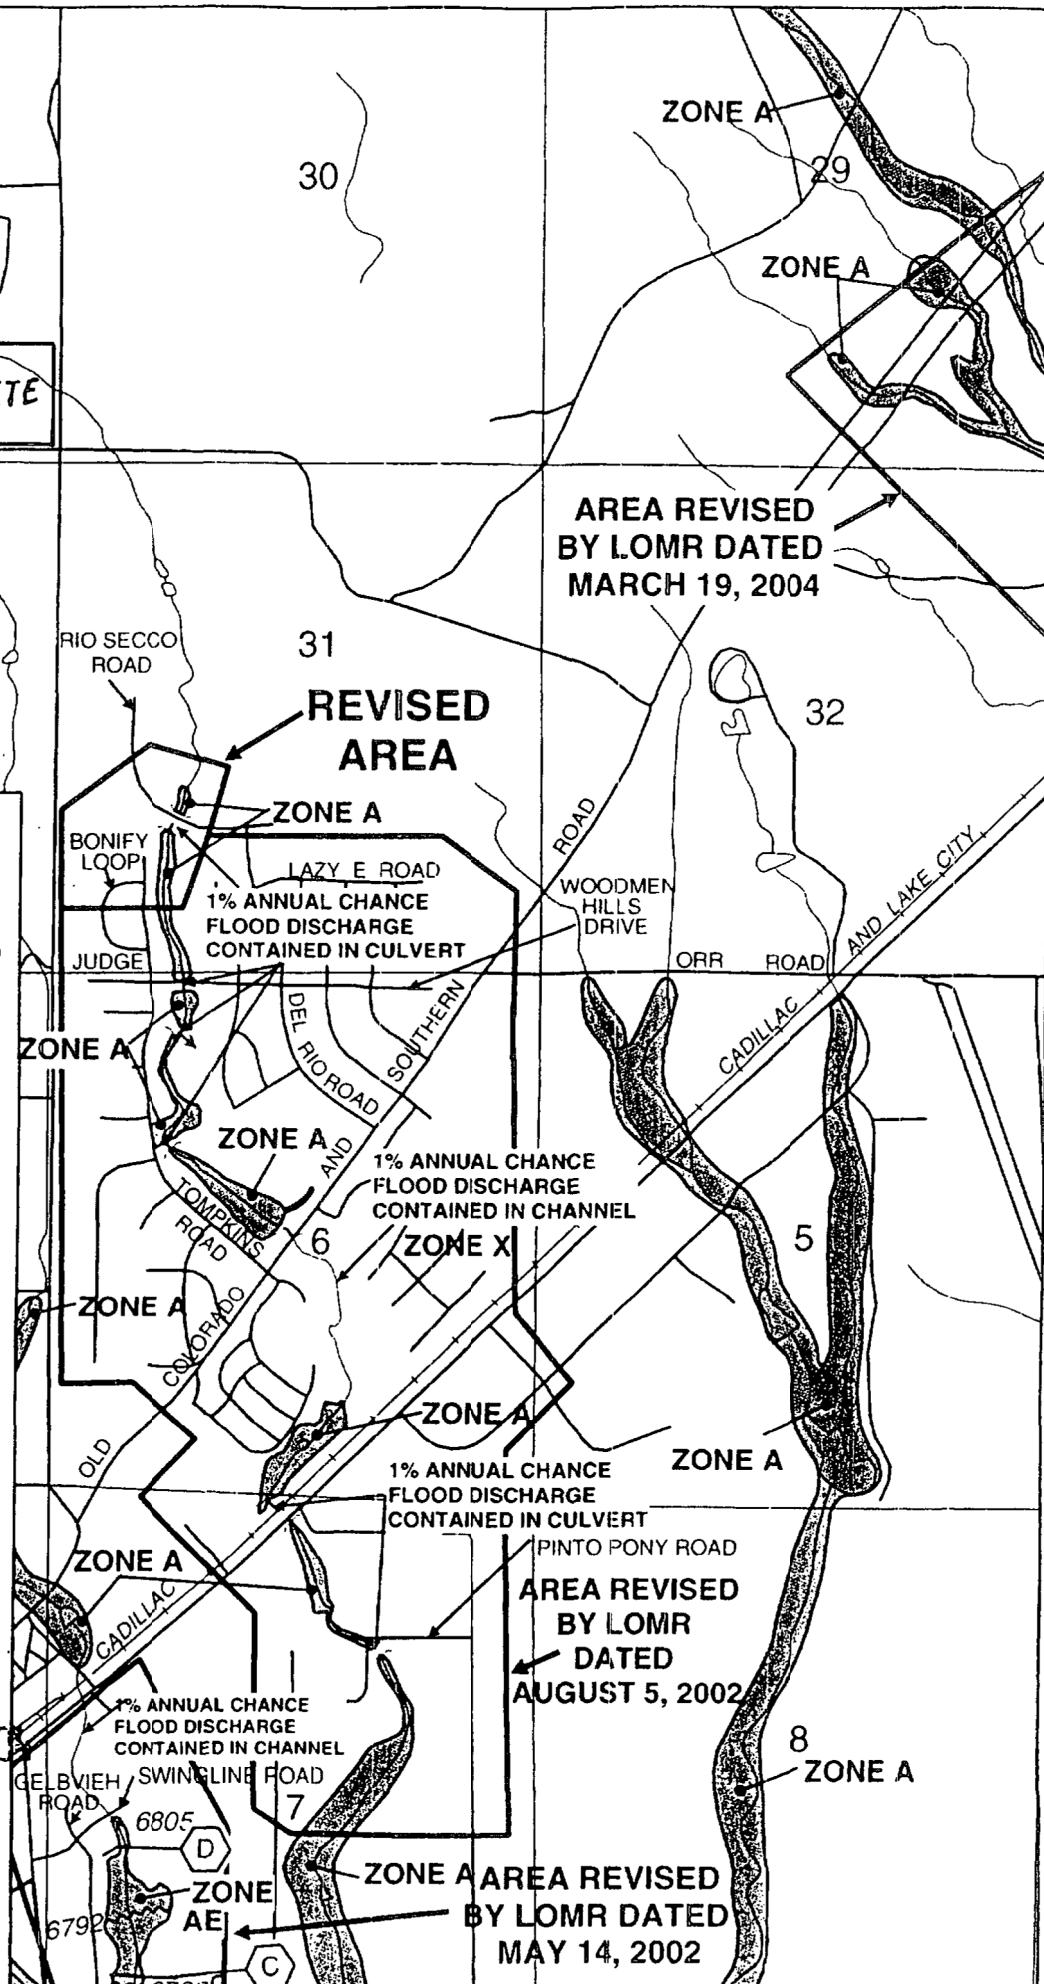 ZONE A
30
29
ZONE A
TTE
AREA REVISED
BY LOMR DATED
MARCH 19, 2004
RIO SECCO
ROAD
31
REVISED
AREA
32
ZONE A
BONIFY
LOOP
LAZY E ROAD
ROAD
1% ANNUAL CHANCE
FLOOD DISCHARGE
CONTAINED IN CULVERT
WOODMEN
HILLS
DRIVE
AND LAKE CITY
JUDGE
ORR
ROAD
SOUTHERN
CADILLAC
DEL RIO ROAD
ZONE A
ZONE A
AND
1% ANNUAL CHANCE
FLOOD DISCHARGE
CONTAINED IN CHANNEL
TOMPKINS
ROAD
6
ZONE X
5
ZONE A
COLORADO
ZONE A
OLD
ZONE A
1% ANNUAL CHANCE
FLOOD DISCHARGE
CONTAINED IN CULVERT
PINTO PONY ROAD
ZONE A
CADILLAC
AREA REVISED
BY LOMR
DATED
AUGUST 5, 2002
1% ANNUAL CHANCE
FLOOD DISCHARGE
CONTAINED IN CHANNEL
8
ZONE A
GELBVIEH
ROAD
SWINGLINE ROAD
7
6805
D
ZONE A
AREA REVISED
BY LOMR DATED
MAY 14, 2002
ZONE
AE
6792
C